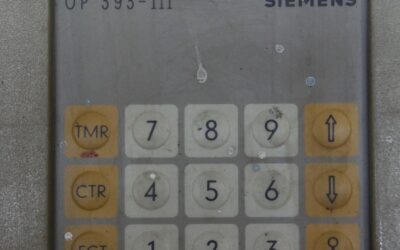 OP 393-III SIEMENS
TMR 7 8 9 ↑
CTR 4 5 6 ↓
1 2 3